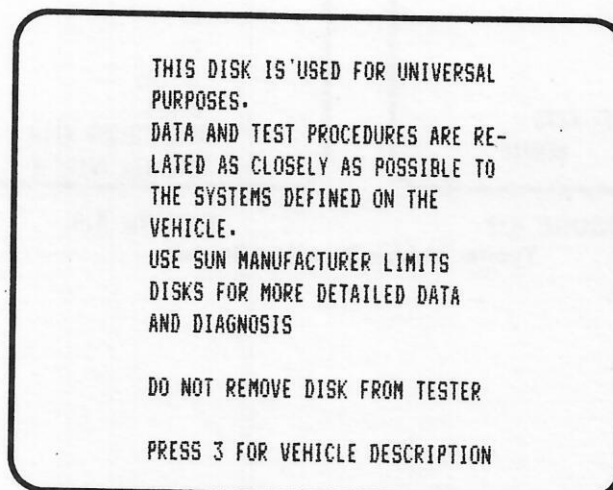 THIS DISK IS USED FOR UNIVERSAL
PURPOSES.
DATA AND TEST PROCEDURES ARE RE-
LATED AS CLOSELY AS POSSIBLE TO
THE SYSTEMS DEFINED ON THE
VEHICLE.
USE SUN MANUFACTURER LIMITS
DISKS FOR MORE DETAILED DATA
AND DIAGNOSIS
DO NOT REMOVE DISK FROM TESTER
PRESS 3 FOR VEHICLE DESCRIPTION